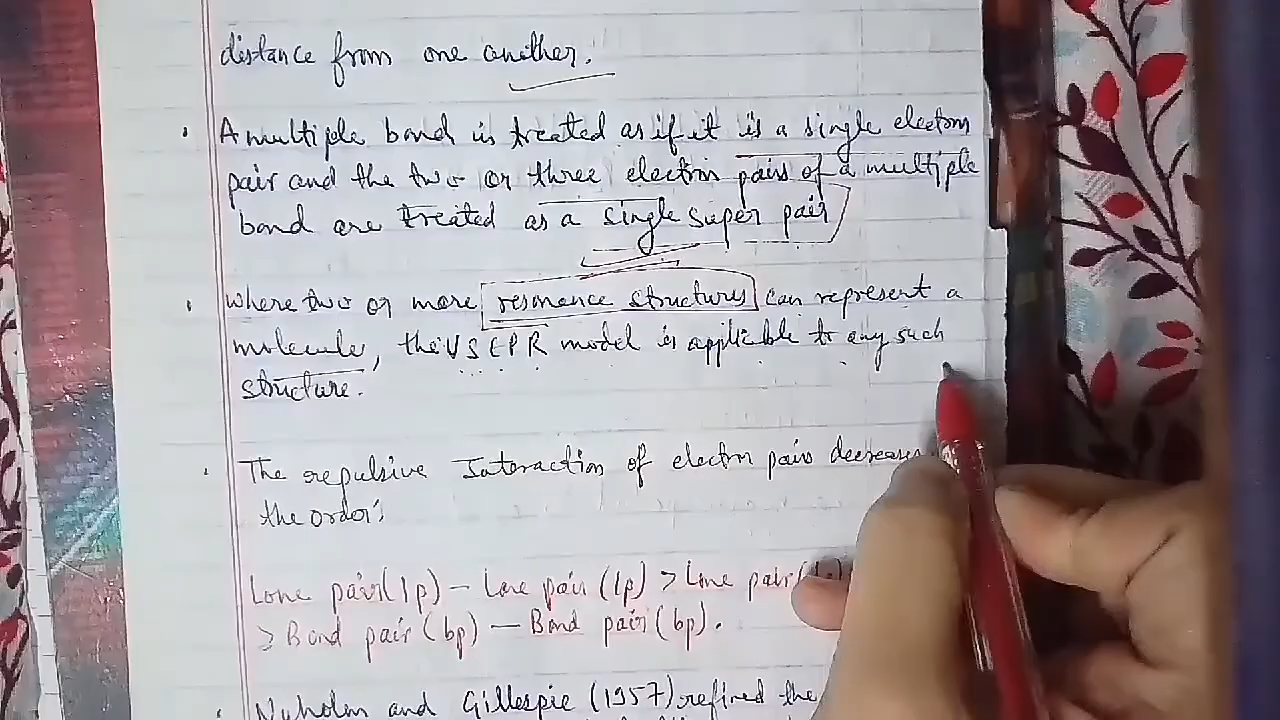 distance from one another.
• A multiple bond is treated as if it is a single electron
pair and the two or three electron pairs of a multiple
bond are treated as a single super pair
• Where two or more resonance structures can represent a
molecule, the VSEPR model is applicable to any such
structure.
• The repulsive Interaction of electron pairs decreases
the order:
Lone pair (lp) - Lone pair (lp) > Lone pair
> Bond pair (bp) - Bond pair (bp).
• Nyholm and Gillespie (1957) refined the